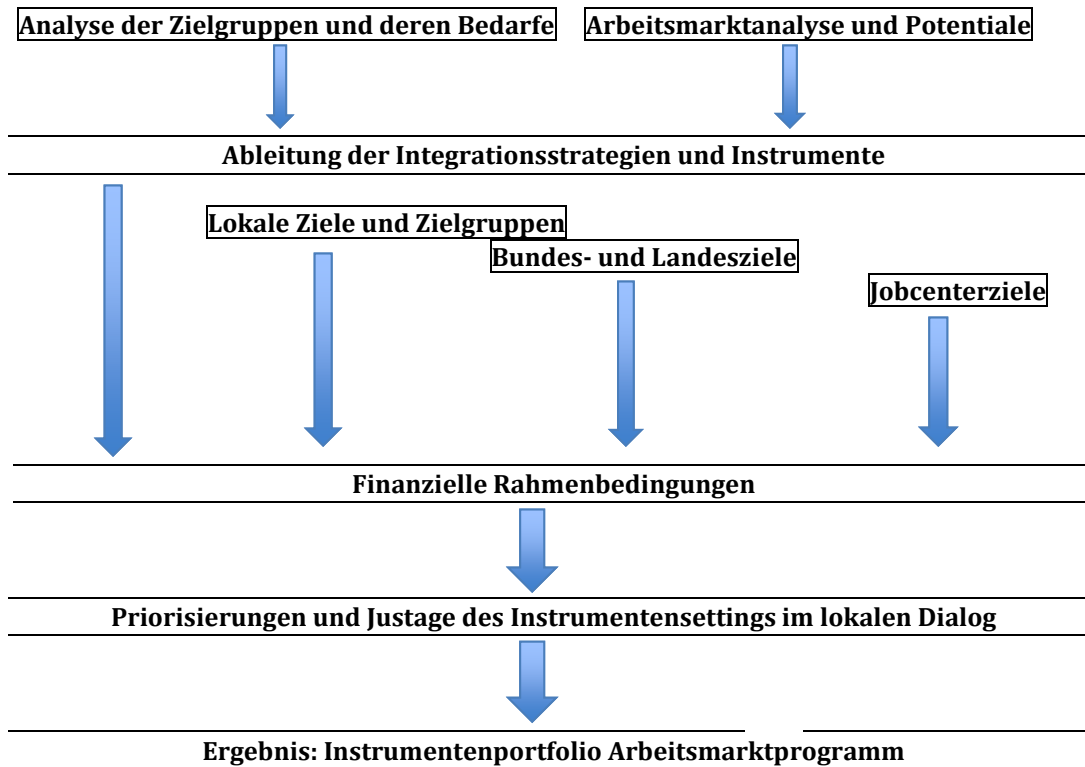 Analyse der Zielgruppen und deren Bedarfe
Arbeitsmarktanalyse und Potentiale
Ableitung der Integrationsstrategien und Instrumente
Lokale Ziele und Zielgruppen
Bundes- und Landesziele
Jobcenterziele
Finanzielle Rahmenbedingungen
Priorisierungen und Justage des Instrumentensettings im lokalen Dialog
Ergebnis: Instrumentenportfolio Arbeitsmarktprogramm